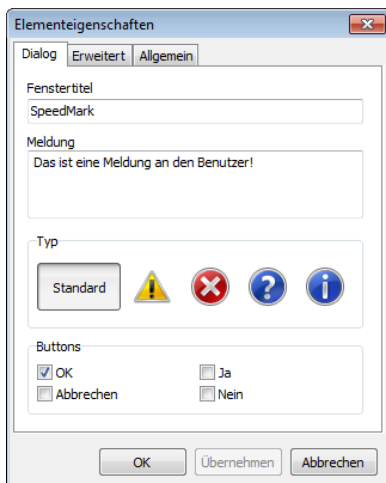 Elementeigenschaften
Dialog Erweitert Allgemein
Fenstertitel
SpeedMark
Meldung
Das ist eine Meldung an den Benutzer!
Typ
Standard
Buttons
OK Ja
Abbrechen Nein
OK Übernehmen Abbrechen